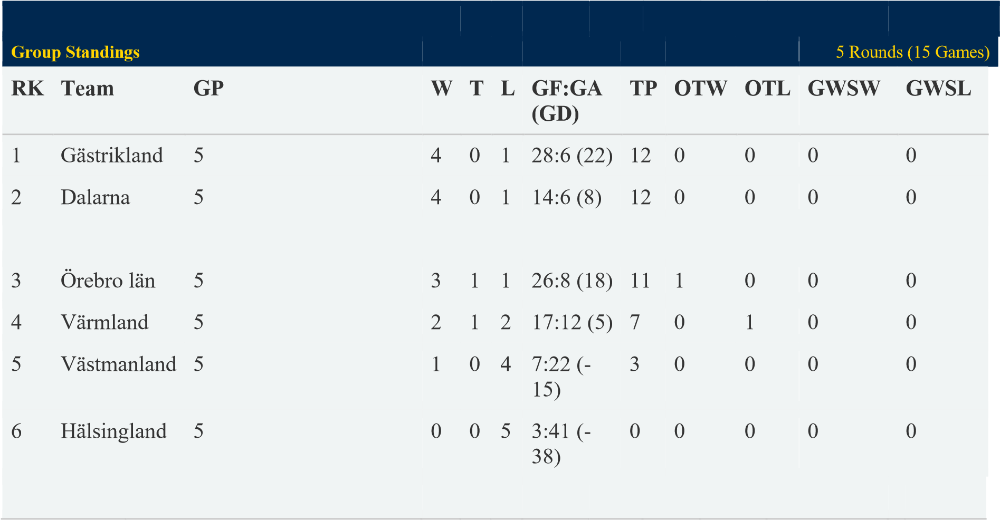 Group Standings 5 Rounds (15 Games)
RK Team GP W T L GF:GA TP OTW OTL GWSW GWSL
(GD)
1 Gästrikland 5 4 0 1 28:6 (22) 12 0 0 0 0
2 Dalarna 5 4 0 1 14:6 (8) 12 0 0 0 0
3 Örebro län 5 3 1 1 26:8 (18) 11 1 0 0 0
4 Värmland 5 2 1 2 17:12 (5) 7 0 1 0 0
5 Västmanland 5 1 0 4 7:22 (- 3 0 0 0 0
15)
6 Hälsingland 5 0 0 5 3:41 (- 0 0 0 0 0
38)